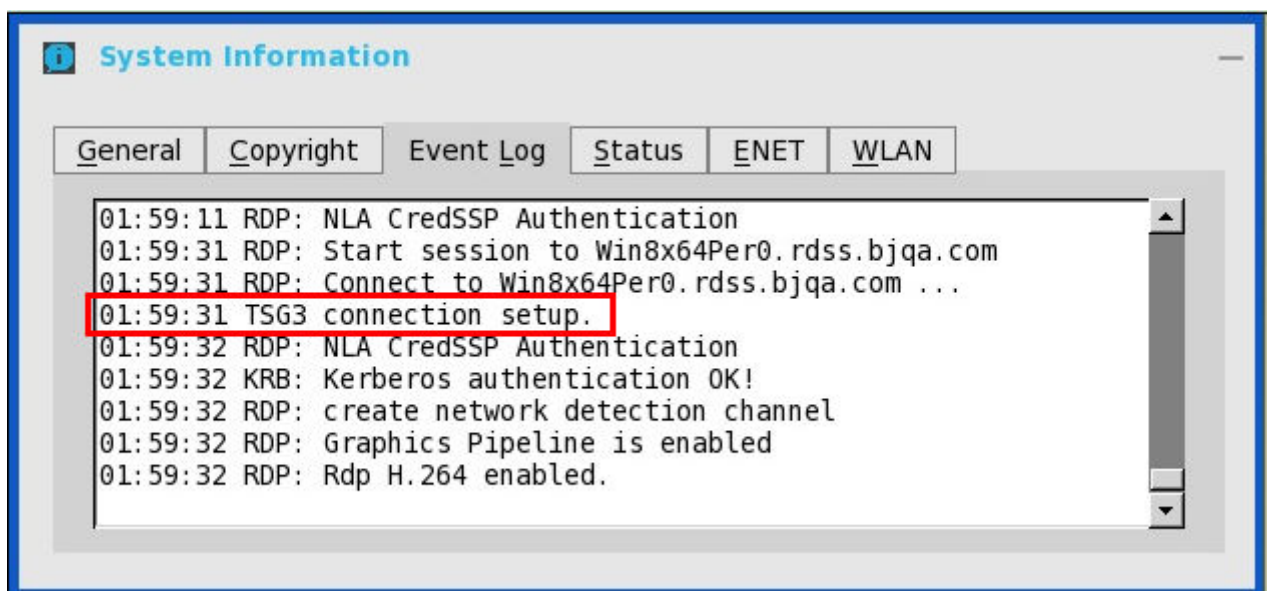 System Information
General Copyright Event Log Status ENET WLAN
01:59:11 RDP: NLA CredSSP Authentication
01:59:31 RDP: Start session to Win8x64Per0.rdss.bjqa.com
01:59:31 RDP: Connect to Win8x64Per0.rdss.bjqa.com ...
01:59:31 TSG3 connection setup.
01:59:32 RDP: NLA CredSSP Authentication
01:59:32 KRB: Kerberos authentication OK!
01:59:32 RDP: create network detection channel
01:59:32 RDP: Graphics Pipeline is enabled
01:59:32 RDP: Rdp H.264 enabled.